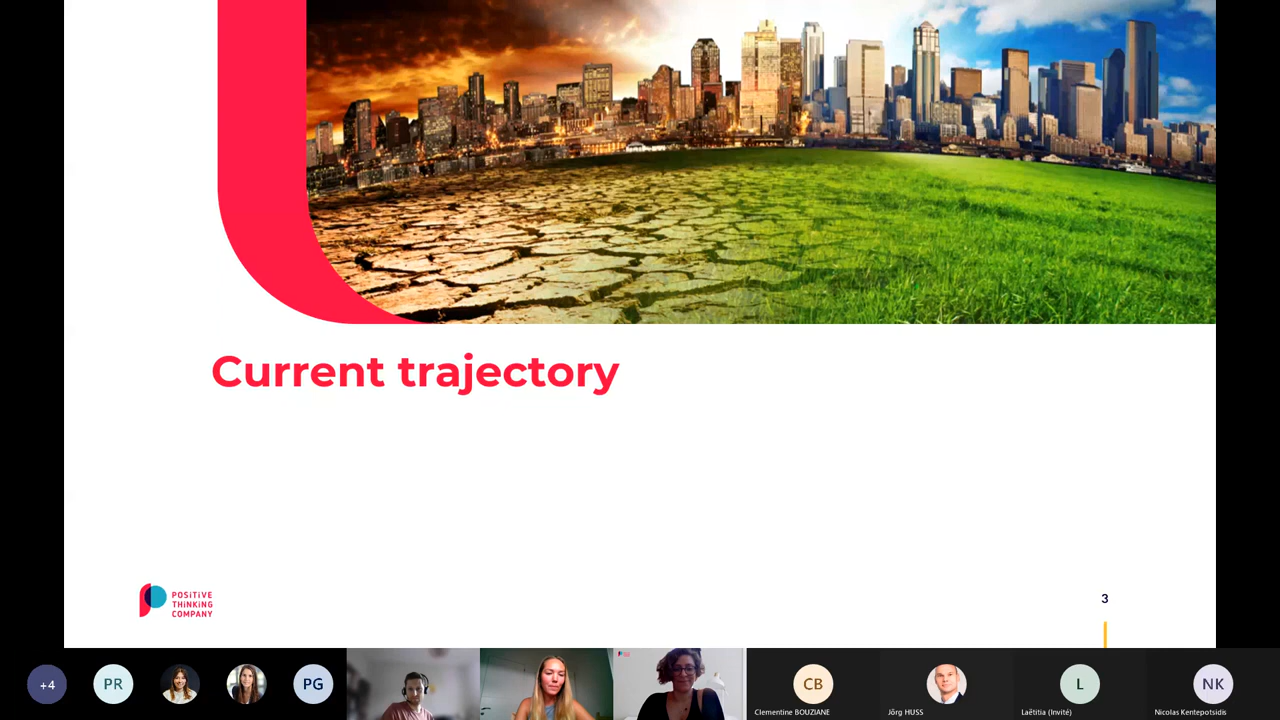 Current trajectory
POSITIVE
THINKING
COMPANY
3
+4
PR
PG
CB
Clementine BOUZIANE
Jörg HUSS
L
Laëtitia (Invité)
NK
Nicolas Kentepotsidis